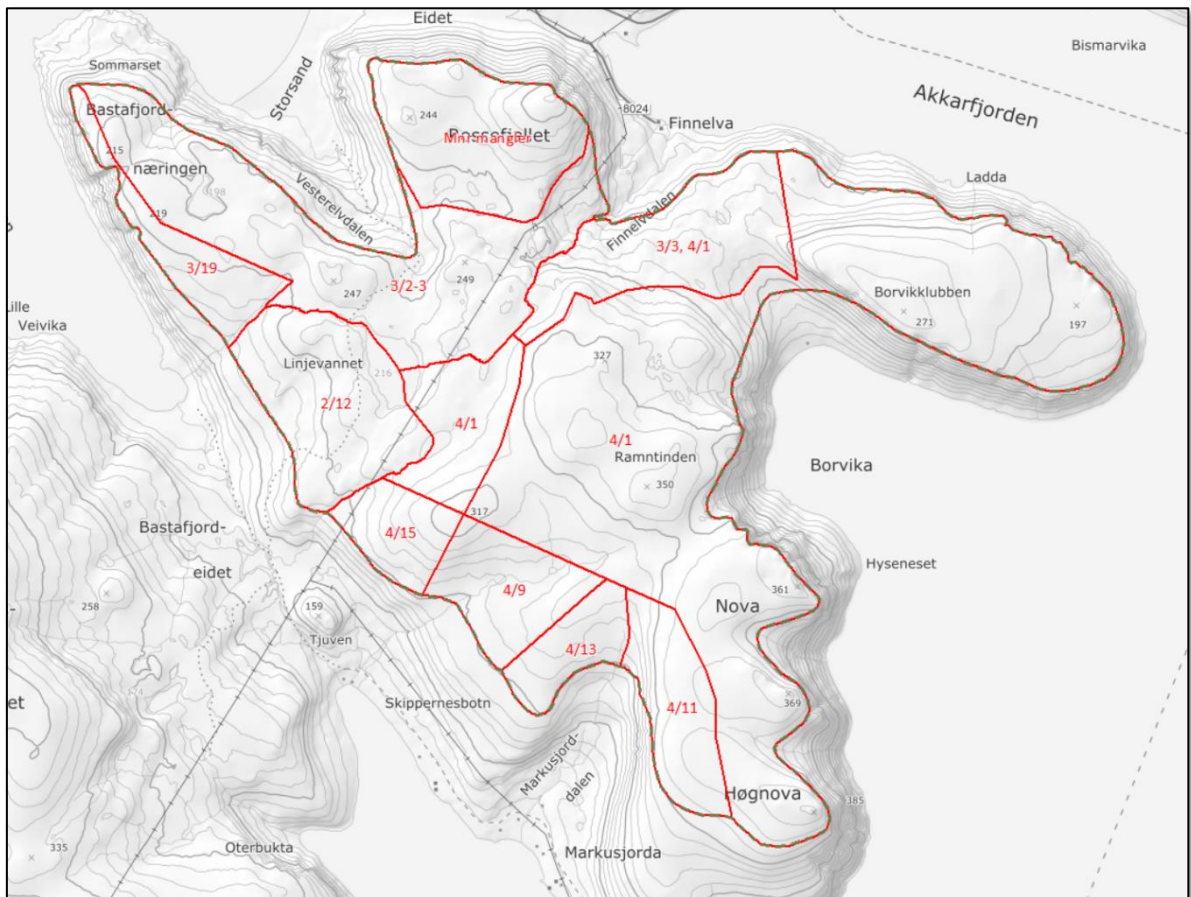 Eidet
Bismarvika
Sommarset
Storsand
Akkarfjorden
Bastafjord-
næringen
244
8024
Finnelva
Mnr mangler
215
198
219
Vesterelvdalen
Finnelvdalen
Ladda
3/3, 4/1
3/19
3/2-3
247
249
Borvikklubben
271
197
Veivika
Linjevannet
216
327
2/12
4/1
4/1
Ramntinden
350
Borvika
317
4/15
Bastafjord-
eidet
Hyseneset
4/9
361
Nova
258
159
Tjuven
4/13
369
4/11
Skippernesbotn
Markusjord-
dalen
Høgnova
385
335
Oterbukta
Markusjorda